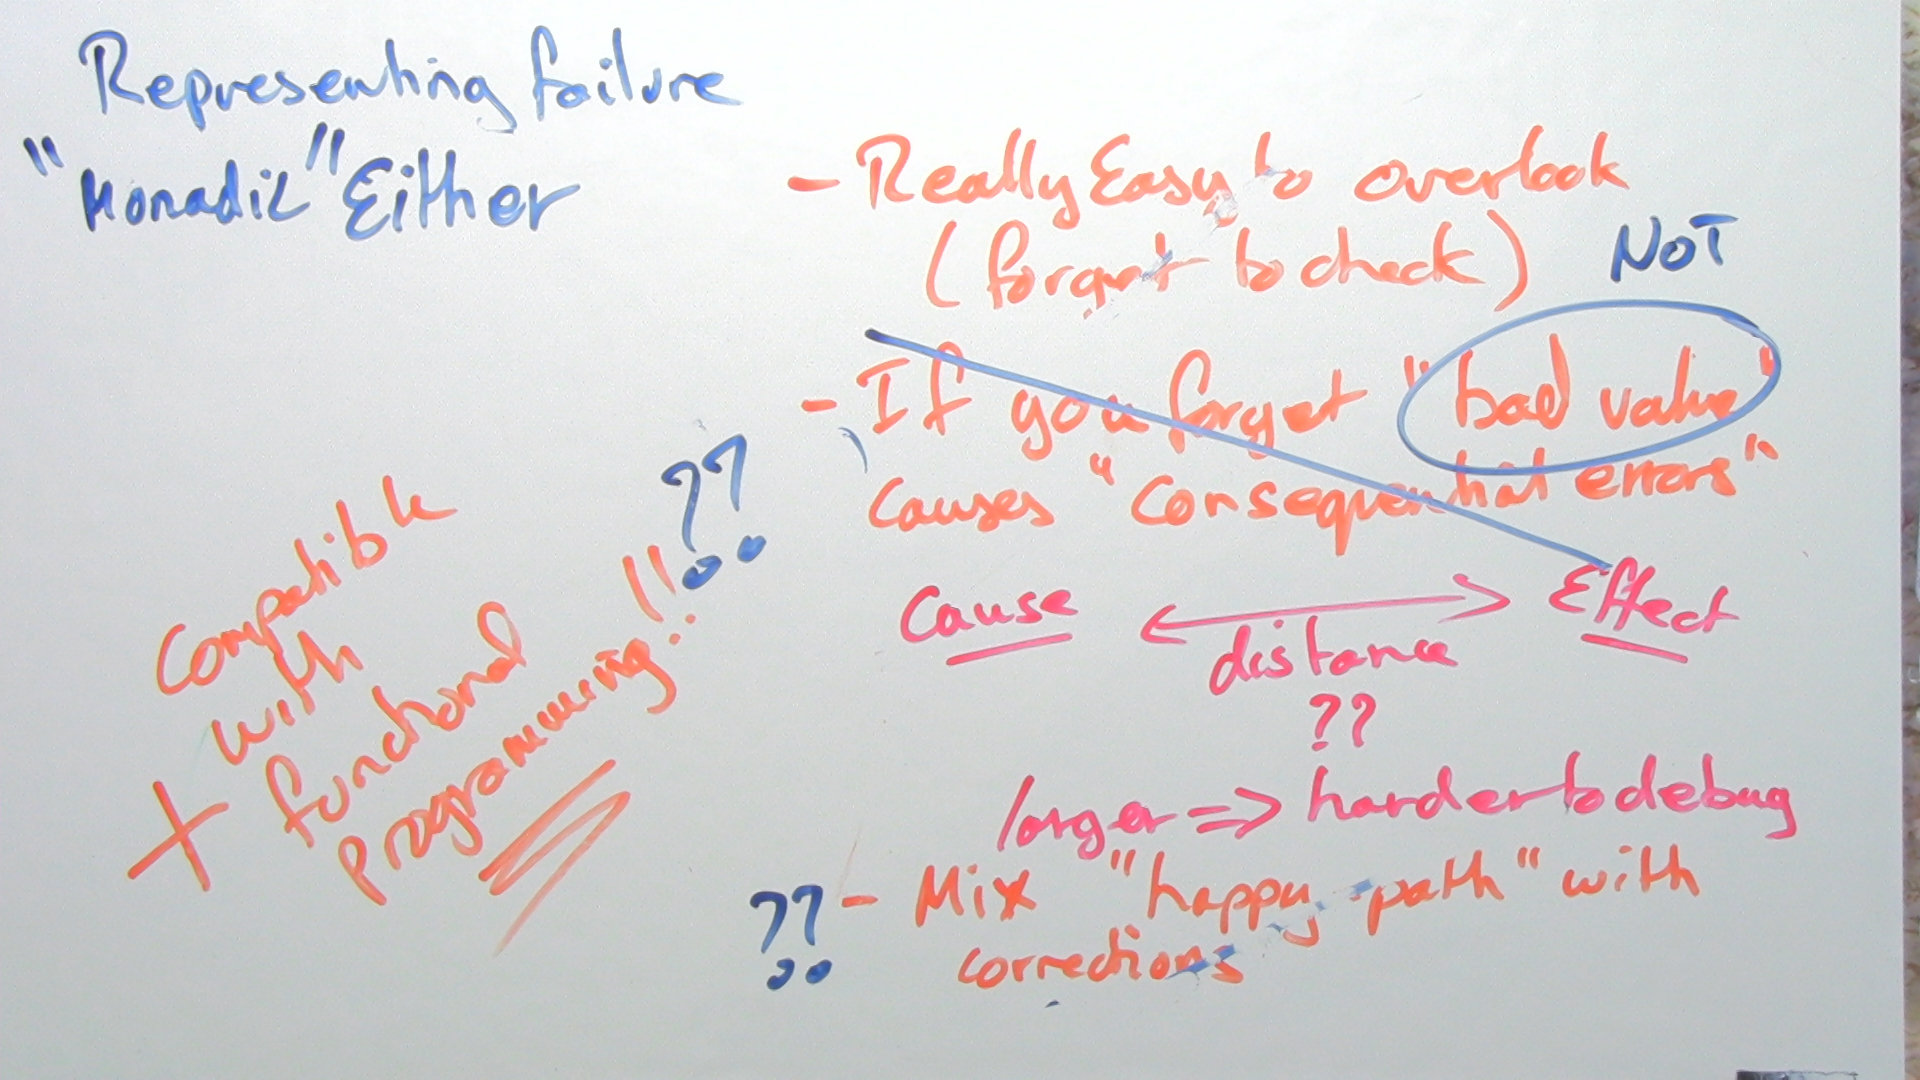 Representing failure
"Monadic" Either
- Really Easy to overlook
(forget to check)
NOT
- If you forget "bad value"
causes "consequential errors"
Cause <-> Effect
distance
??
larger => harder to debug
?? - Mix "happy path" with
corrections
+ Compatible
with
functional
programming!! ??